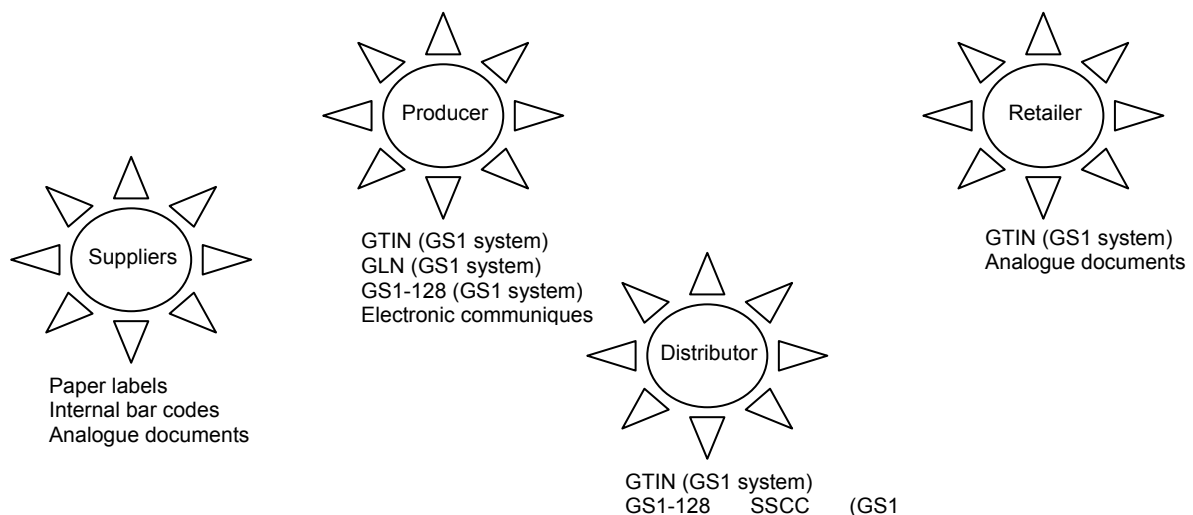 Producer
GTIN (GS1 system)
GLN (GS1 system)
GS1-128 (GS1 system)
Electronic communiques
Retailer
GTIN (GS1 system)
Analogue documents
Suppliers
Paper labels
Internal bar codes
Analogue documents
Distributor
GTIN (GS1 system)
GS1-128 SSCC (GS1